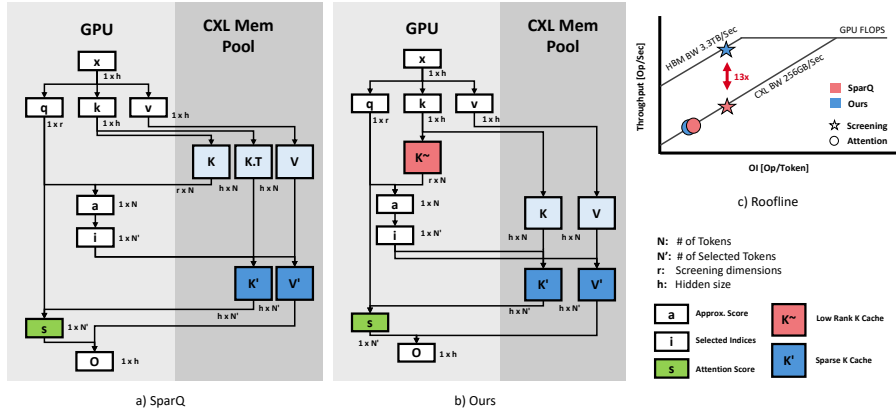 GPU
CXL Mem
Pool
x
1 x h
q
k
v
1 x h
1 x r
1 x h
K
K.T
V
r x N
h x N
h x N
a
1 x N
i
1 x N'
K'
V'
h x N'
h x N'
s
1 x N'
O
1 x h
a) SparQ
GPU
CXL Mem
Pool
x
1 x h
q
k
v
1 x h
1 x r
1 x h
K~
r x N
a
1 x N
K
V
i
1 x N'
h x N
h x N
K'
V'
h x N'
h x N'
s
1 x N'
O
1 x h
b) Ours
Throughput [Op/Sec]
HBM BW 3.3TB/Sec
GPU FLOPS
CXL BW 256GB/Sec
13x
SparQ
Ours
Screening
Attention
OI [Op/Token]
c) Roofline
N: # of Tokens
N': # of Selected Tokens
r: Screening dimensions
h: Hidden size
a Approx. Score
K~ Low Rank K Cache
i Selected Indices
K' Sparse K Cache
s Attention Score